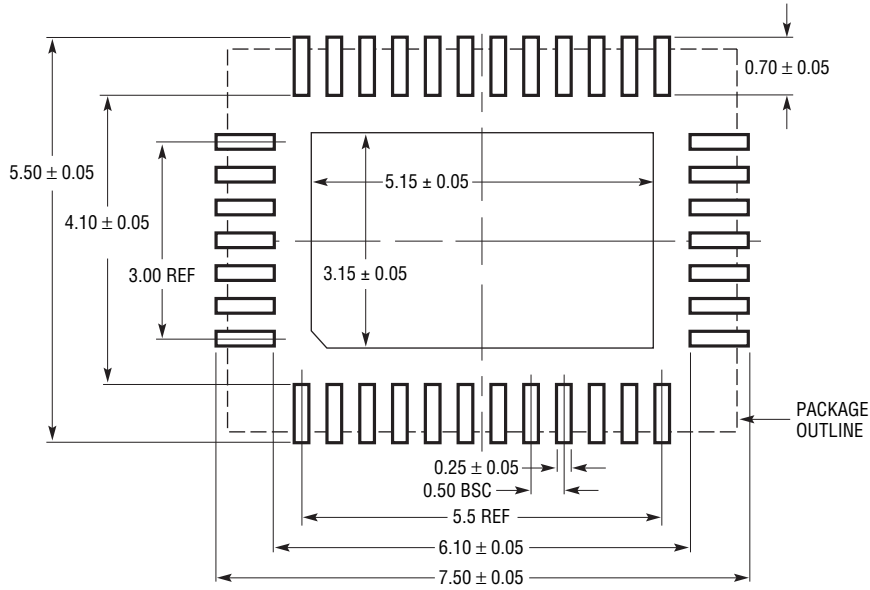 0.70 ± 0.05
5.50 ± 0.05
5.15 ± 0.05
4.10 ± 0.05
3.00 REF
3.15 ± 0.05
PACKAGE
OUTLINE
0.25 ± 0.05
0.50 BSC
5.5 REF
6.10 ± 0.05
7.50 ± 0.05